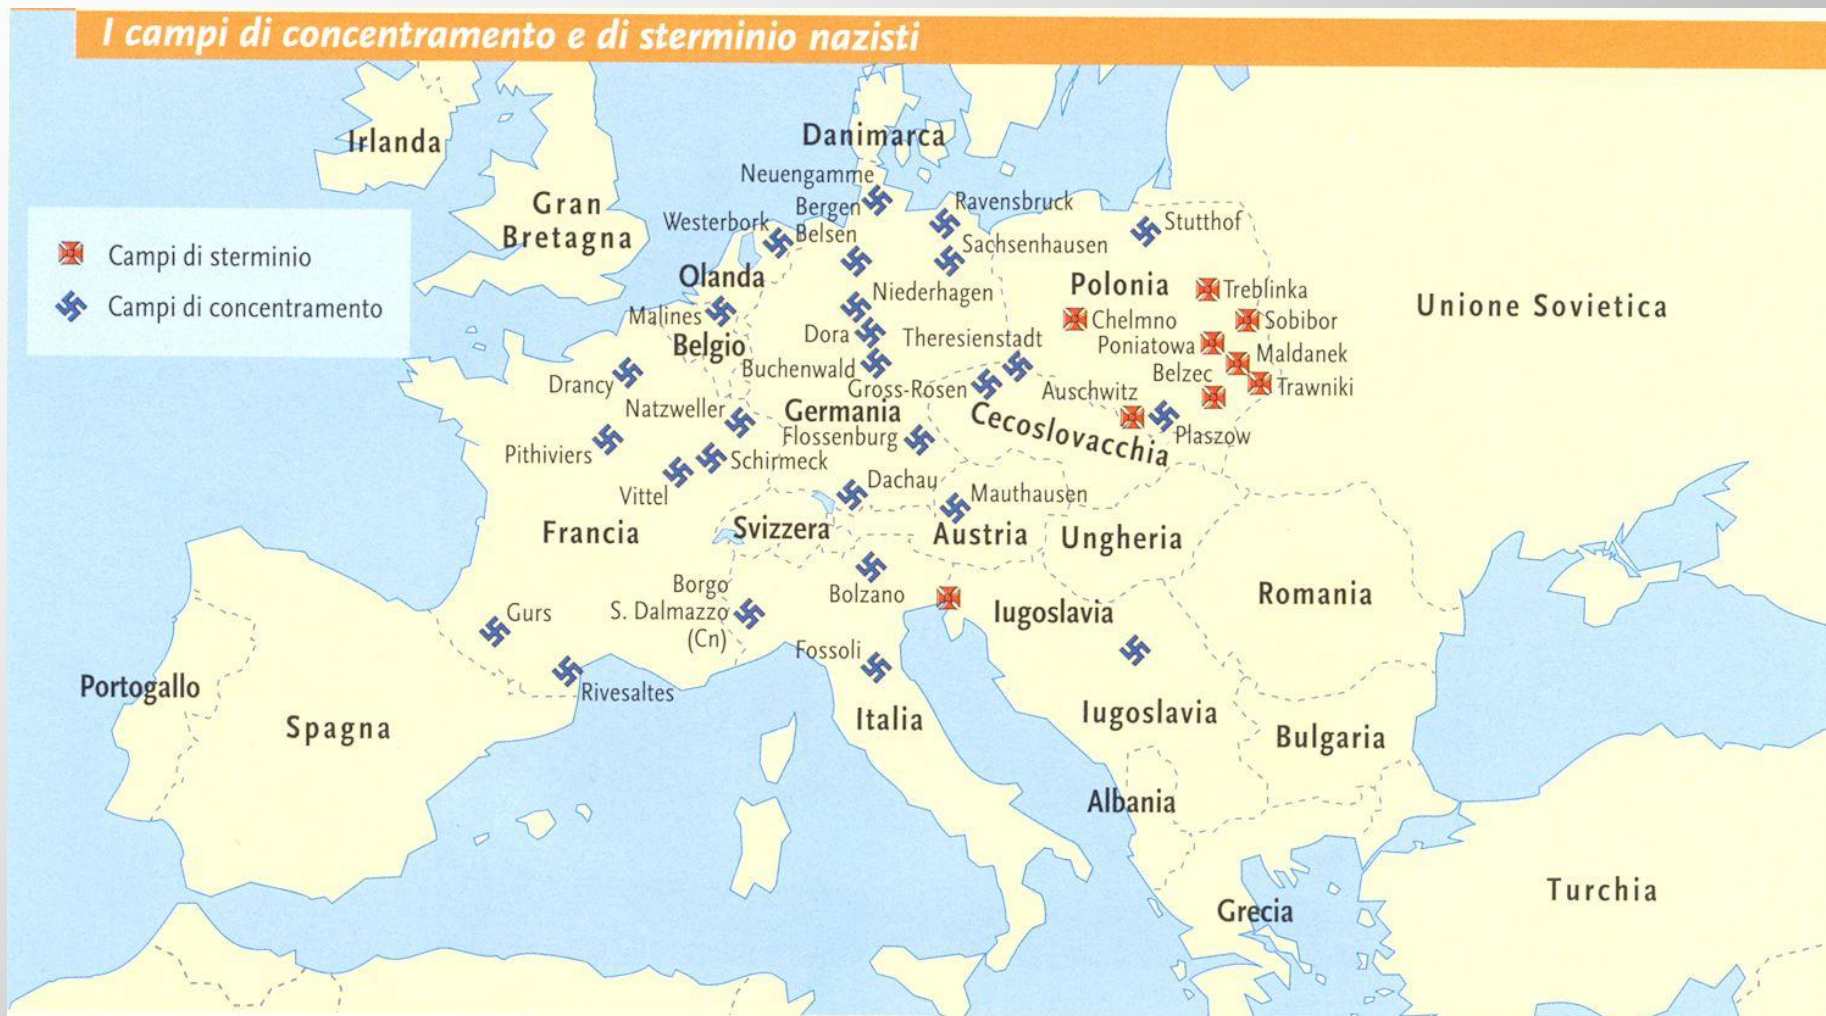 I campi di concentramento e di sterminio nazisti
Irlanda
Danimarca
Neuengamme
Gran
Bretagna
Westerbork
Bergen
Belsen
Ravensbruck
Sachsenhausen
Stutthof
Campi di sterminio
Campi di concentramento
Olanda
Malines
Belgio
Niederhagen
Dora
Theresienstadt
Polonia
Treblinka
Chelmno
Sobibor
Poniatowa
Maldanek
Belzec
Trawniki
Unione Sovietica
Drancy
Buchenwald
Gross-Rosen
Auschwitz
Natzweller
Germania
Flossenburg
Cecoslovacchia
Plaszow
Pithiviers
Schirmeck
Vittel
Dachau
Mauthausen
Francia
Svizzera
Austria
Ungheria
Borgo
S. Dalmazzo
(Cn)
Bolzano
Iugoslavia
Romania
Gurs
Fossoli
Rivesaltes
Portogallo
Spagna
Italia
Iugoslavia
Bulgaria
Albania
Turchia
Grecia